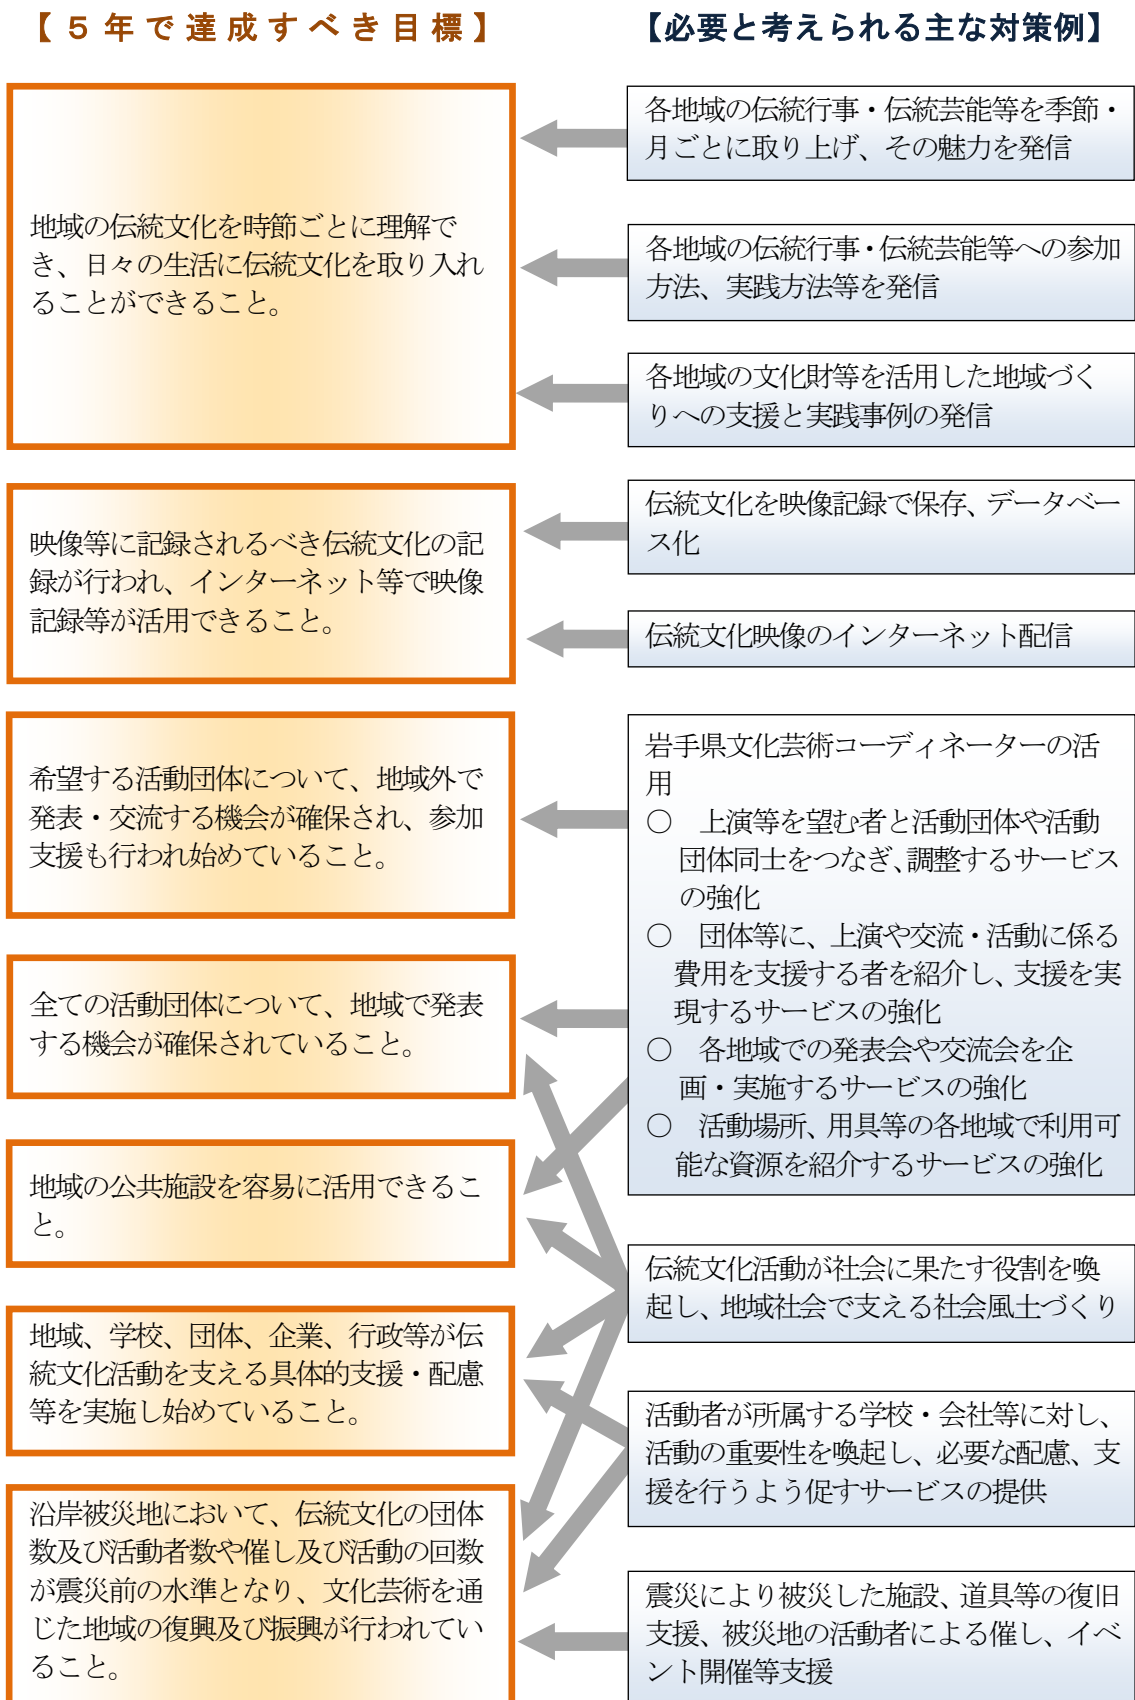 【５年で達成すべき目標】
地域の伝統文化を時節ごとに理解で
き、日々の生活に伝統文化を取り入れ
ることができること。
映像等に記録されるべき伝統文化の記
録が行われ、インターネット等で映像
記録等が活用できること。
希望する活動団体について、地域外で
発表・交流する機会が確保され、参加
支援も行われ始めていること。
全ての活動団体について、地域で発表
する機会が確保されていること。
地域の公共施設を容易に活用できるこ
と。
地域、学校、団体、企業、行政等が伝
統文化活動を支える具体的支援・配慮
等を実施し始めていること。
沿岸被災地において、伝統文化の団体
数及び活動者数や催し及び活動の回数
が震災前の水準となり、文化芸術を通
じた地域の復興及び振興が行われてい
ること。
【必要と考えられる主な対策例】
各地域の伝統行事・伝統芸能等を季節・
月ごとに取り上げ、その魅力を発信
各地域の伝統行事・伝統芸能等への参加
方法、実践方法等を発信
各地域の文化財等を活用した地域づく
りへの支援と実践事例の発信
伝統文化を映像記録で保存、データベー
ス化
伝統文化映像のインターネット配信
岩手県文化芸術コーディネーターの活
用
○　上演等を望む者と活動団体や活動
団体同士をつなぎ、調整するサービス
の強化
○　団体等に、上演や交流・活動に係る
費用を支援する者を紹介し、支援を実
現するサービスの強化
○　各地域での発表会や交流会を企
画・実施するサービスの強化
○　活動場所、用具等の各地域で利用可
能な資源を紹介するサービスの強化
伝統文化活動が社会に果たす役割を喚
起し、地域社会で支える社会風土づくり
活動者が所属する学校・会社等に対し、
活動の重要性を喚起し、必要な配慮、支
援を行うよう促すサービスの提供
震災により被災した施設、道具等の復旧
支援、被災地の活動者による催し、イベ
ント開催等支援